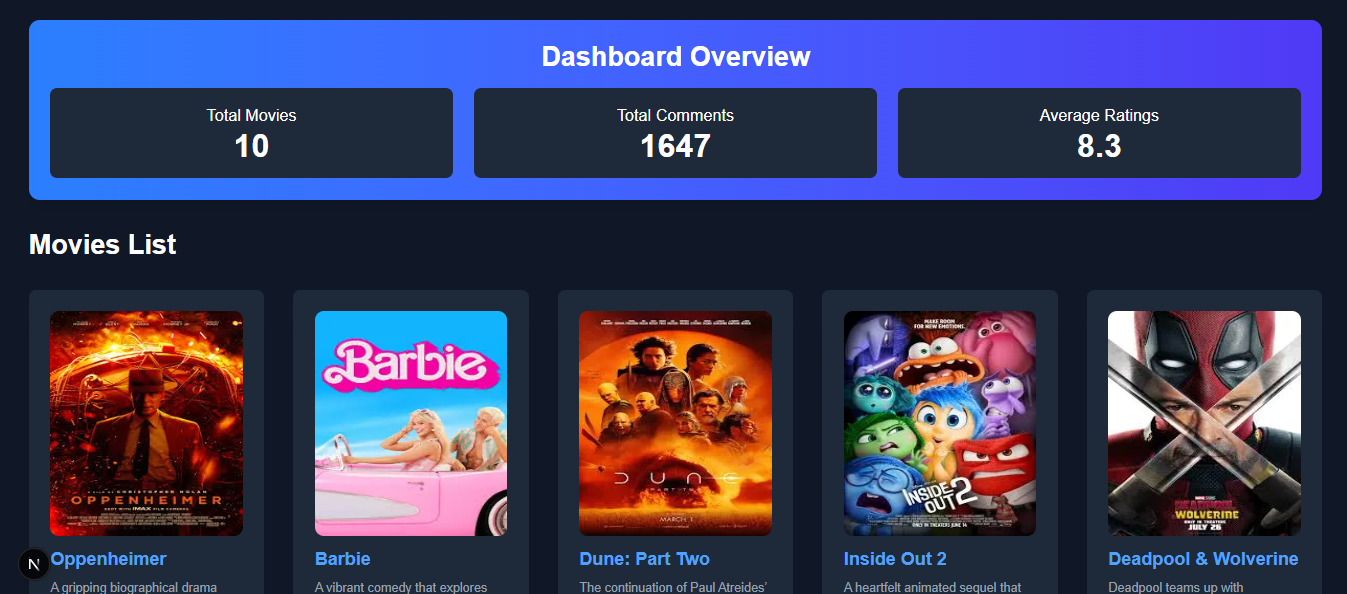 Dashboard Overview
Total Movies
10
Total Comments
1647
Average Ratings
8.3
Movies List
OPPENHEIMER
Barbie
DUNE
PART TWO
MARCH 1
MAKE ROOM
FOR NEW EMOTIONS.
INSIDE
OUT 2
ONLY IN THEATERS JUNE 14
WOLVERINE
ONLY IN THEATERS
JULY 26
N
Oppenheimer
Barbie
Dune: Part Two
Inside Out 2
Deadpool & Wolverine
A gripping biographical drama
A vibrant comedy that explores
The continuation of Paul Atreides’
A heartfelt animated sequel that
Deadpool teams up with